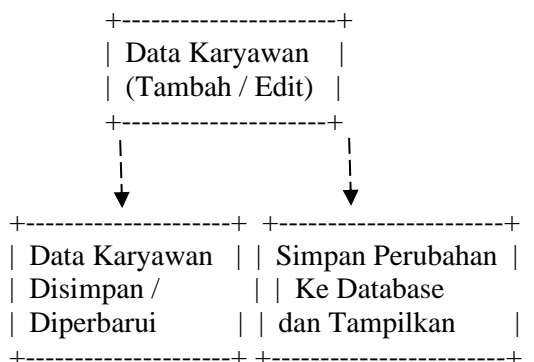 +----------------------+
| Data Karyawan |
| (Tambah / Edit) |
+---------------------+
+---------------------+ +-----------------------+
| Data Karyawan | | Simpan Perubahan |
| Disimpan / | | Ke Database
| Diperbarui | | dan Tampilkan |
+---------------------+ +-----------------------+